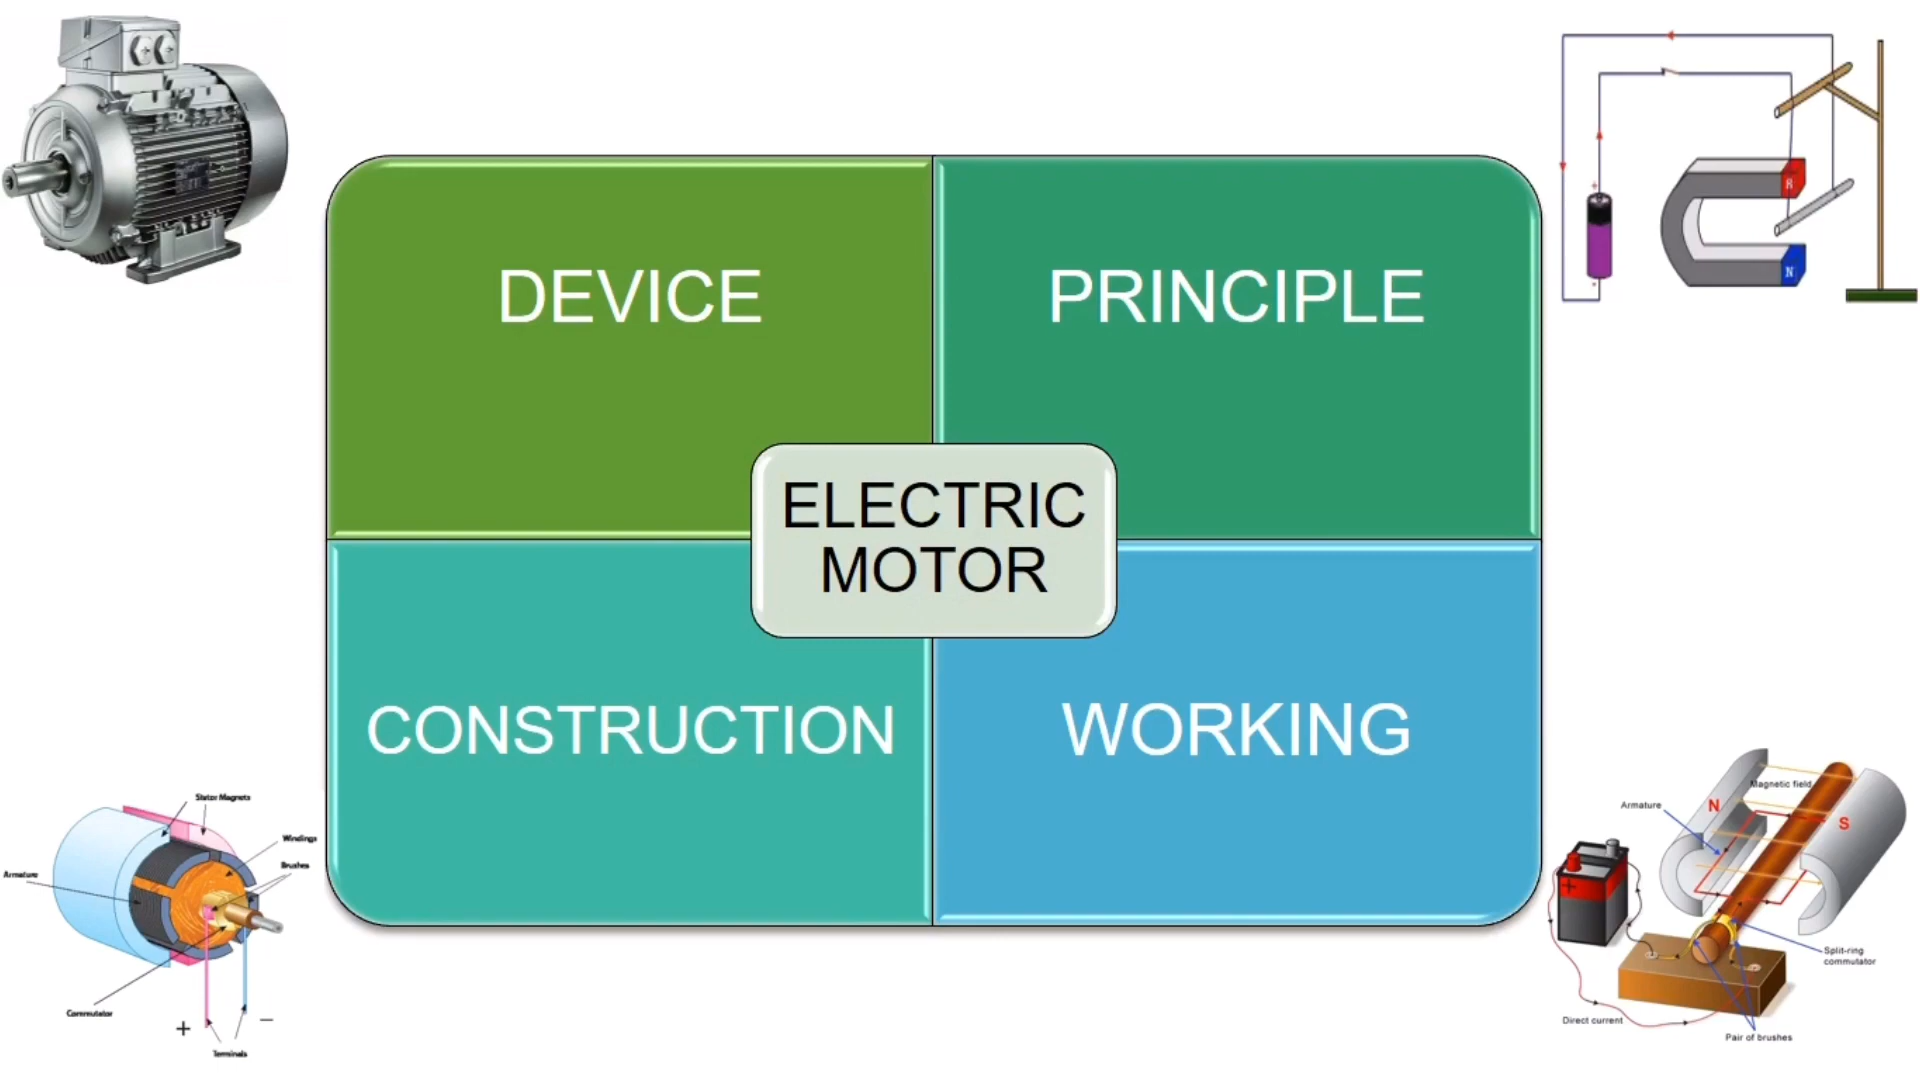 DEVICE
PRINCIPLE
ELECTRIC
MOTOR
CONSTRUCTION
WORKING
N
Stator Magnets
Windings
Brushes
Armature
Commutator
+
−
Terminals
Magnetic field
Armature
N
S
+
Split-ring
commutator
Direct current
Pair of brushes